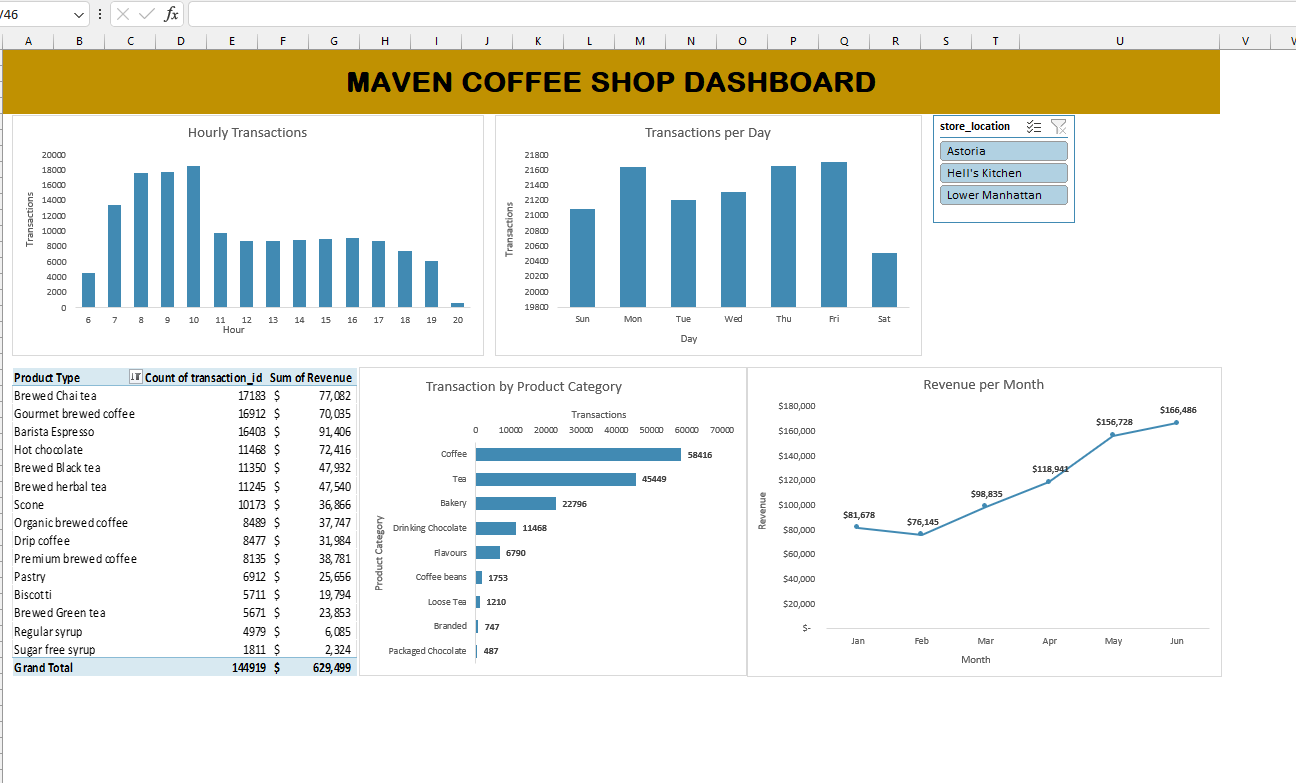 /46
fx
A B C D E F G H I J K L M N O P Q R S T U V
MAVEN COFFEE SHOP DASHBOARD
Hourly Transactions
Transactions
20000
18000
16000
14000
12000
10000
8000
6000
4000
2000
0
6 7 8 9 10 11 12 13 14 15 16 17 18 19 20
Hour
Transactions per Day
Transactions
21800
21600
21400
21200
21000
20800
20600
20400
20200
20000
19800
Sun Mon Tue Wed Thu Fri Sat
Day
store_location
Astoria
Hell's Kitchen
Lower Manhattan
Product Type Count of transaction_id Sum of Revenue
Brewed Chai tea 17183 $ 77,082
Gourmet brewed coffee 16912 $ 70,035
Barista Espresso 16403 $ 91,406
Hot chocolate 11468 $ 72,416
Brewed Black tea 11350 $ 47,932
Brewed herbal tea 11245 $ 47,540
Scone 10173 $ 36,866
Organic brewed coffee 8489 $ 37,747
Drip coffee 8477 $ 31,984
Premium brewed coffee 8135 $ 38,781
Pastry 6912 $ 25,656
Biscotti 5711 $ 19,794
Brewed Green tea 5671 $ 23,853
Regular syrup 4979 $ 6,085
Sugar free syrup 1811 $ 2,324
Grand Total 144919 $ 629,499
Transaction by Product Category
Transactions
0 10000 20000 30000 40000 50000 60000 70000
Product Category
Coffee 58416
Tea 45449
Bakery 22796
Drinking Chocolate 11468
Flavours 6790
Coffee beans 1753
Loose Tea 1210
Branded 747
Packaged Chocolate 487
Revenue per Month
Revenue
$180,000
$160,000
$140,000
$120,000
$100,000
$80,000
$60,000
$40,000
$20,000
$-
$81,678
$76,145
$98,835
$118,941
$156,728
$166,486
Jan Feb Mar Apr May Jun
Month